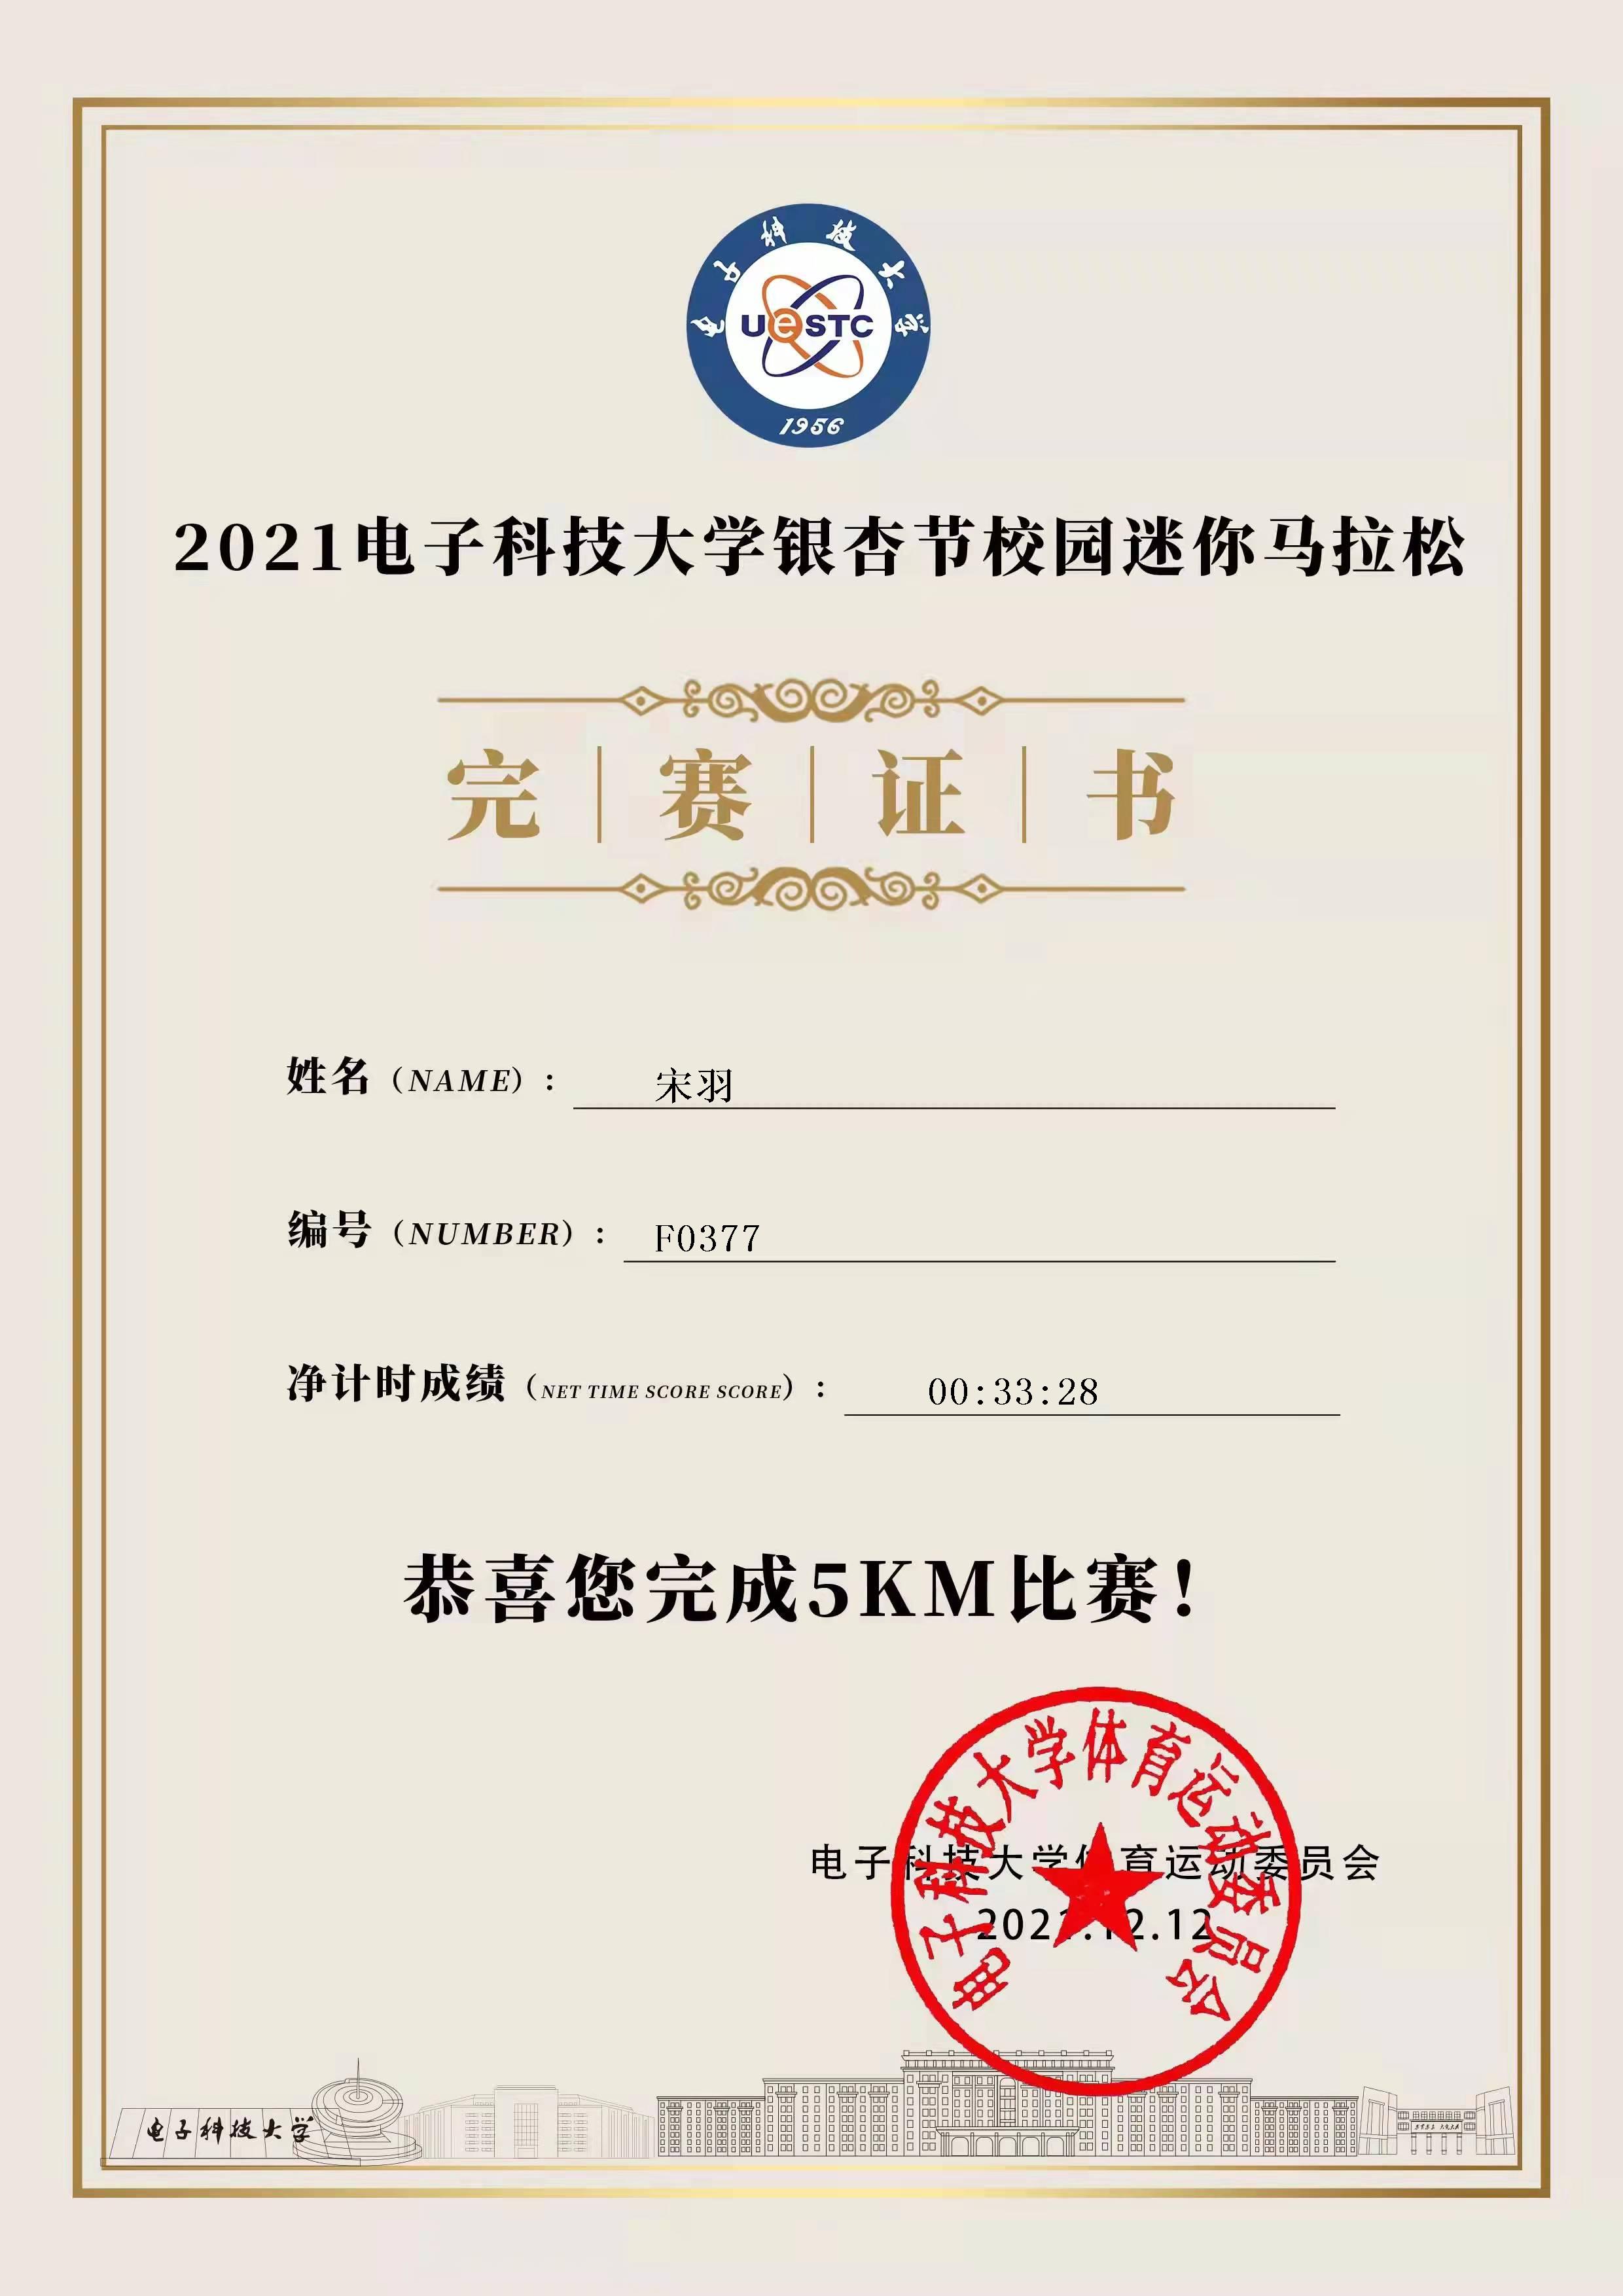 电子科技大学
UeSTC
1956
2021电子科技大学银杏节校园迷你马拉松
完赛证书
姓名（NAME）： 宋羽
编号（NUMBER）： F0377
净计时成绩（NET TIME SCORE SCORE）： 00:33:28
恭喜您完成5KM比赛！
电子科技大学体育运动委员会
电子科技大学体育运动委员会
2021.12.12
电子科技大学